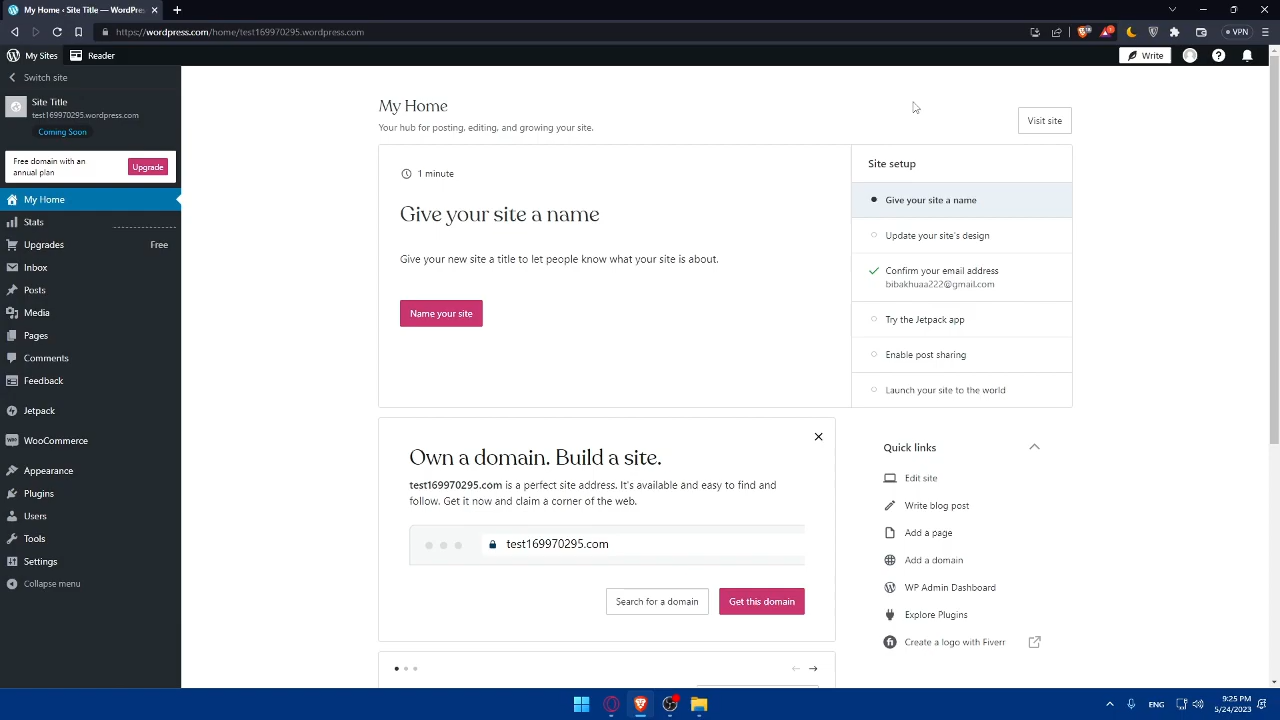 My Home ‹ Site Title — WordPres
https://wordpress.com/home/test169970295.wordpress.com
VPN
My Sites
Reader
Write
Switch site
Site Title
test169970295.wordpress.com
Coming Soon
Free domain with an
annual plan
Upgrade
My Home
Stats
Upgrades
Free
Inbox
Posts
Media
Pages
Comments
Feedback
Jetpack
WooCommerce
Appearance
Plugins
Users
Tools
Settings
Collapse menu
My Home
Your hub for posting, editing, and growing your site.
Visit site
1 minute
Give your site a name
Give your new site a title to let people know what your site is about.
Name your site
Site setup
Give your site a name
Update your site's design
Confirm your email address
bibakhuaa222@gmail.com
Try the Jetpack app
Enable post sharing
Launch your site to the world
Own a domain. Build a site.
test169970295.com is a perfect site address. It's available and easy to find and
follow. Get it now and claim a corner of the web.
test169970295.com
Search for a domain
Get this domain
Quick links
Edit site
Write blog post
Add a page
Add a domain
WP Admin Dashboard
Explore Plugins
Create a logo with Fiverr
ENG
9:25 PM
5/24/2023